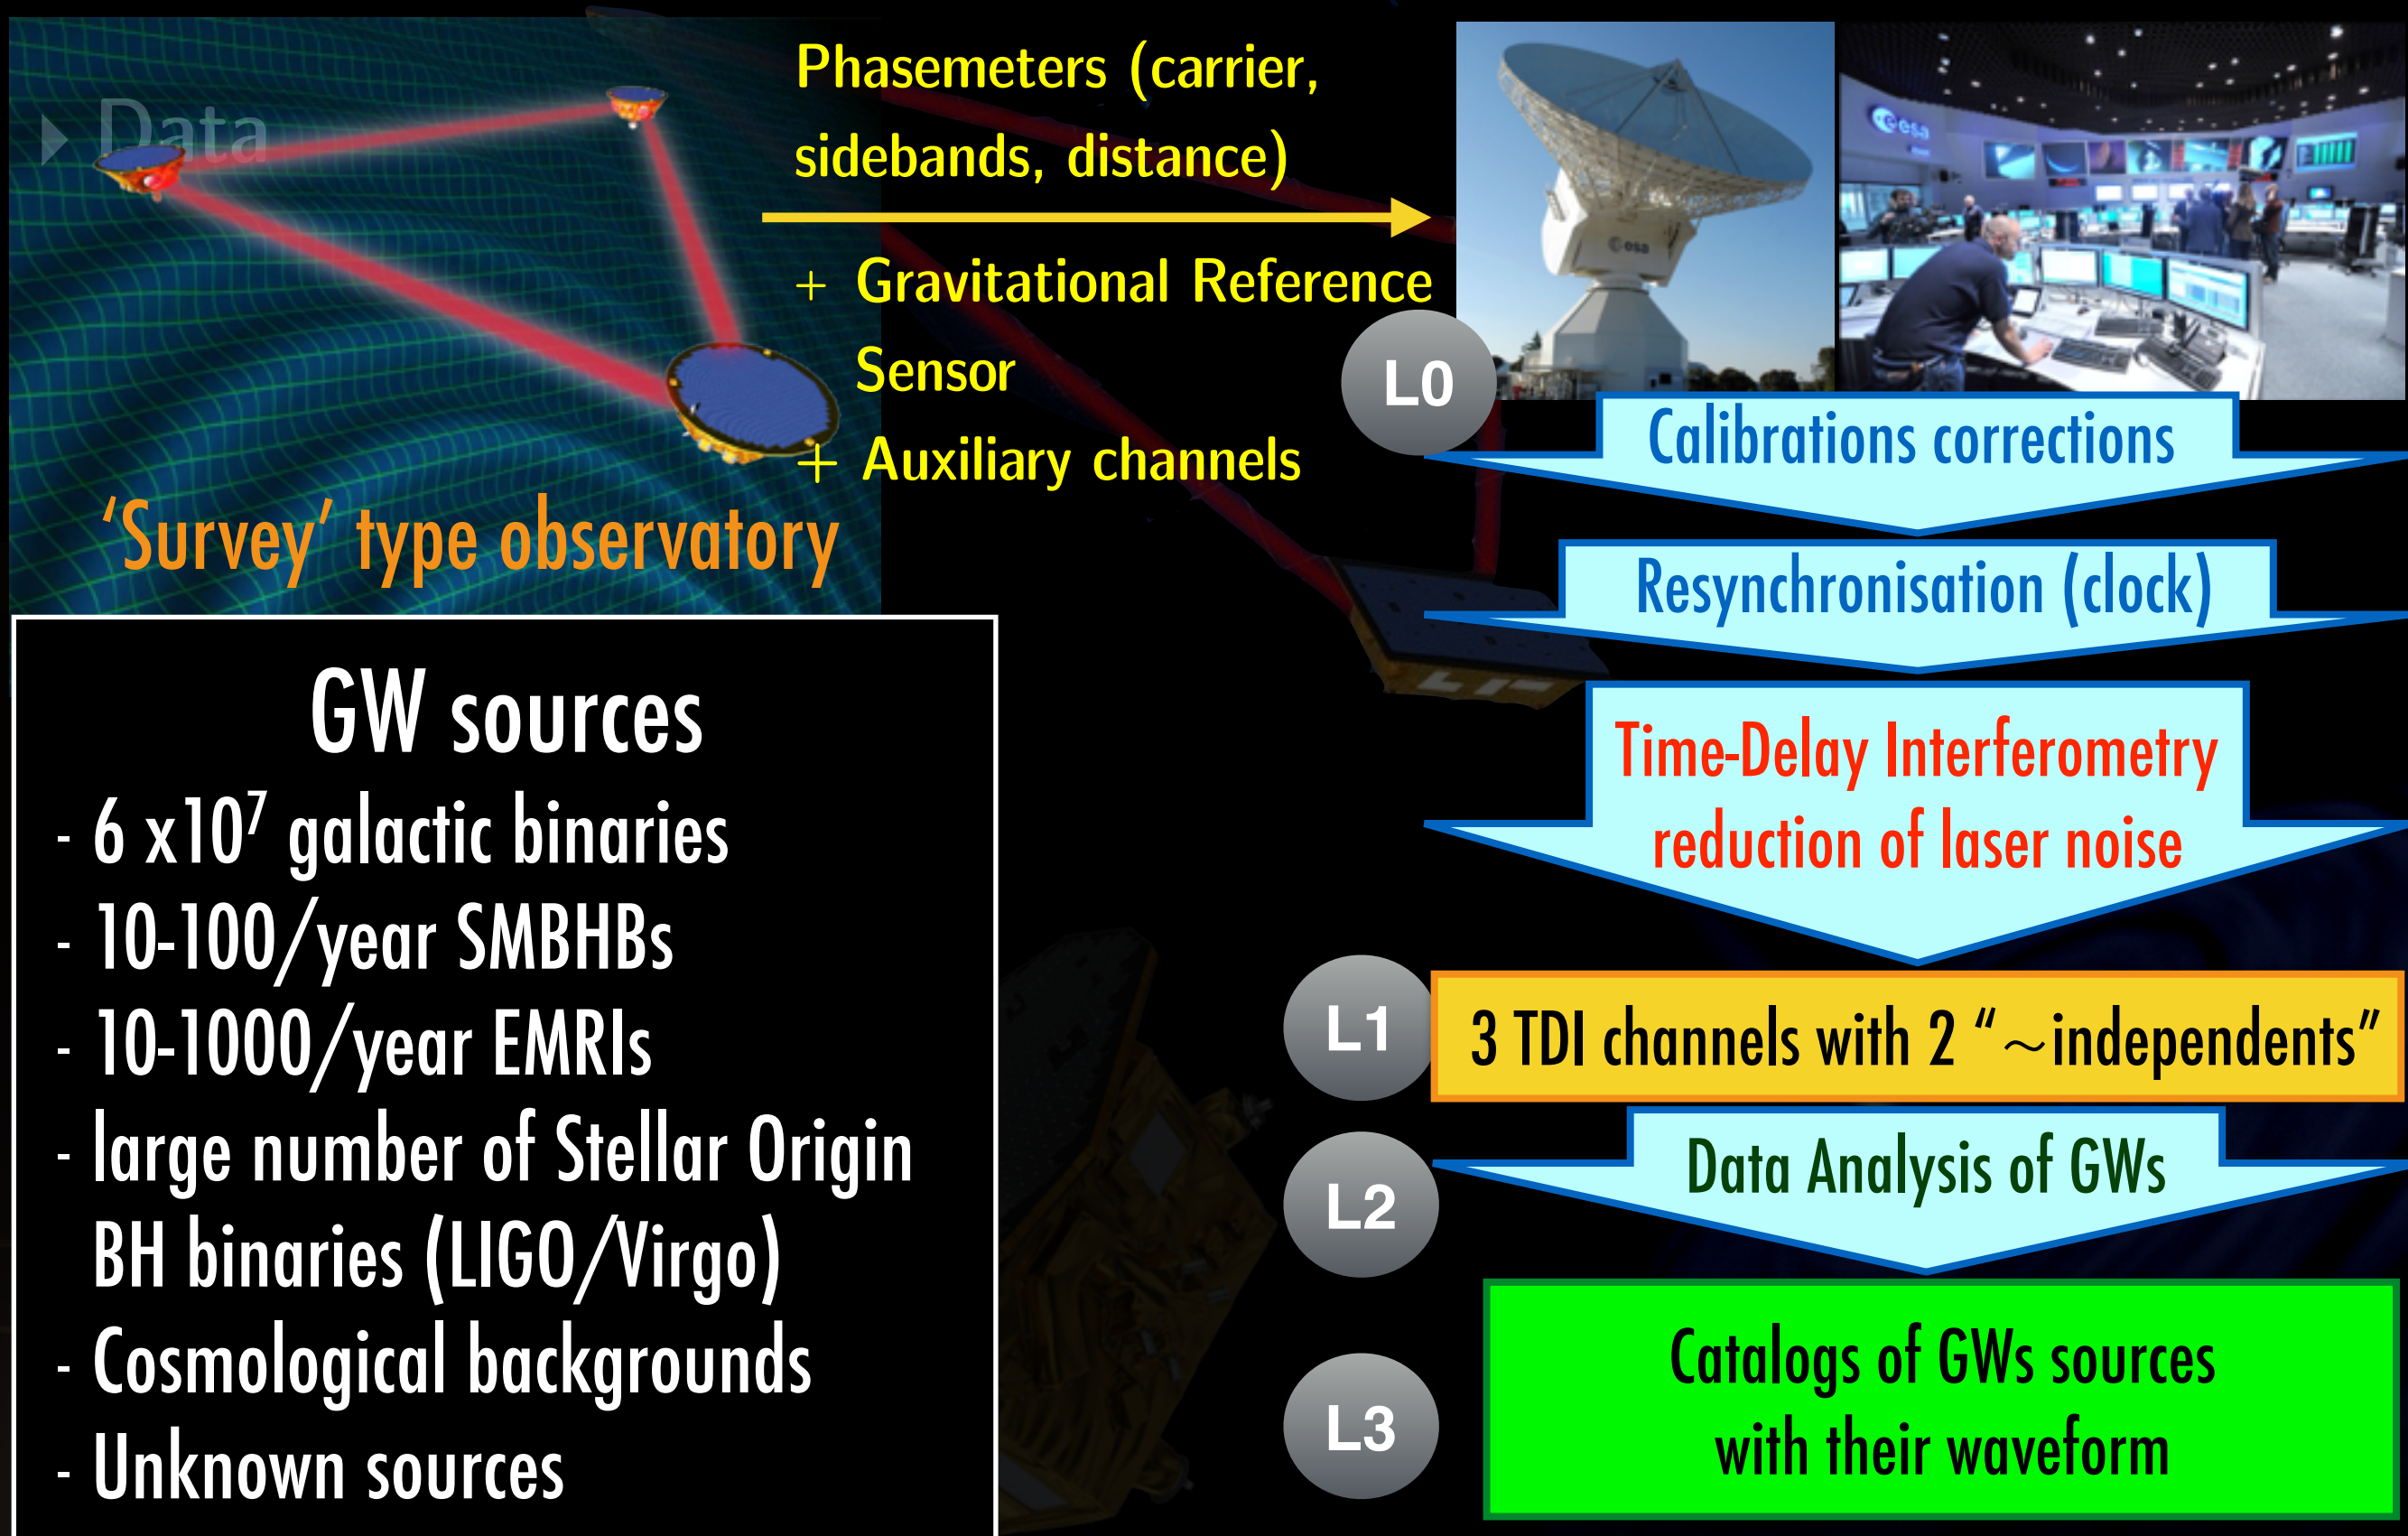 ▸ Data
Phasemeters (carrier,
sidebands, distance)
+ Gravitational Reference
Sensor
+ Auxiliary channels
'Survey' type observatory
esa
esa
L0
Calibrations corrections
Resynchronisation (clock)
Time-Delay Interferometry
reduction of laser noise
L1
3 TDI channels with 2 "~independents"
L2
Data Analysis of GWs
L3
Catalogs of GWs sources
with their waveform
GW sources
- 6 x10⁷ galactic binaries
- 10-100/year SMBHBs
- 10-1000/year EMRIs
- large number of Stellar Origin
BH binaries (LIGO/Virgo)
- Cosmological backgrounds
- Unknown sources